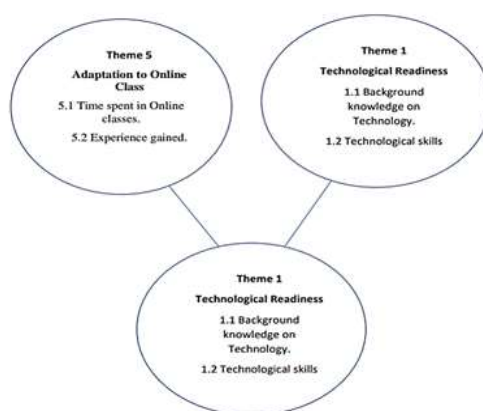 Theme 5
Adaptation to Online
Class
5.1 Time spent in Online
classes.
5.2 Experience gained.
Theme 1
Technological Readiness
1.1 Background
knowledge on
Technology.
1.2 Technological skills
Theme 1
Technological Readiness
1.1 Background
knowledge on
Technology.
1.2 Technological skills